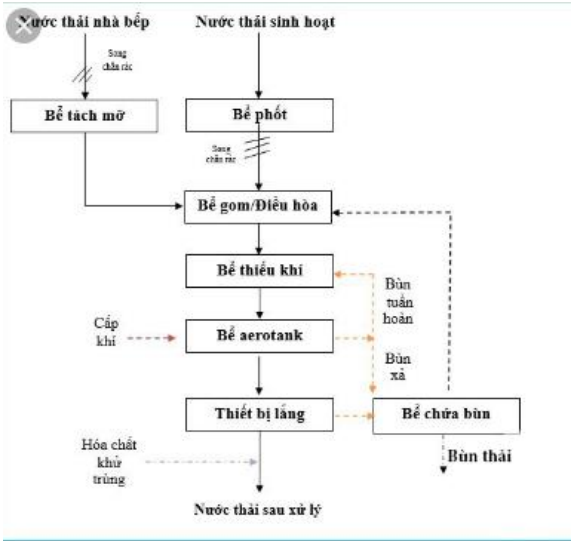 Nước thải nhà bếp
Nước thải sinh hoạt
Song
chắn rác
Bể tách mỡ
Bể phốt
Song
chắn rác
Bể gom/Điều hòa
Bể thiếu khí
Bùn
tuần
hoàn
Cấp
khí
Bể aerotank
Bùn
xả
Thiết bị lắng
Bể chứa bùn
Hóa chất
khử
trùng
Bùn thải
Nước thải sau xử lý